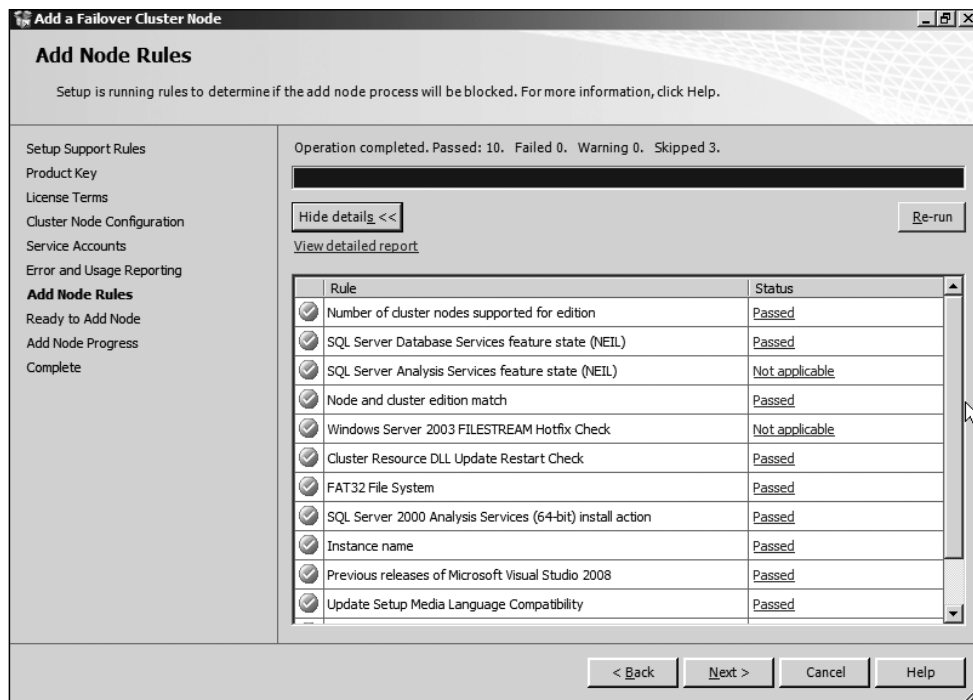 Add a Failover Cluster Node
Add Node Rules
Setup is running rules to determine if the add node process will be blocked. For more information, click Help.
Setup Support Rules
Product Key
License Terms
Cluster Node Configuration
Service Accounts
Error and Usage Reporting
Add Node Rules
Ready to Add Node
Add Node Progress
Complete
Operation completed. Passed: 10. Failed 0. Warning 0. Skipped 3.
Hide details <<
Re-run
View detailed report
Rule Status
Number of cluster nodes supported for edition Passed
SQL Server Database Services feature state (NEIL) Passed
SQL Server Analysis Services feature state (NEIL) Not applicable
Node and cluster edition match Passed
Windows Server 2003 FILESTREAM Hotfix Check Not applicable
Cluster Resource DLL Update Restart Check Passed
FAT32 File System Passed
SQL Server 2000 Analysis Services (64-bit) install action Passed
Instance name Passed
Previous releases of Microsoft Visual Studio 2008 Passed
Update Setup Media Language Compatibility Passed
< Back Next > Cancel Help